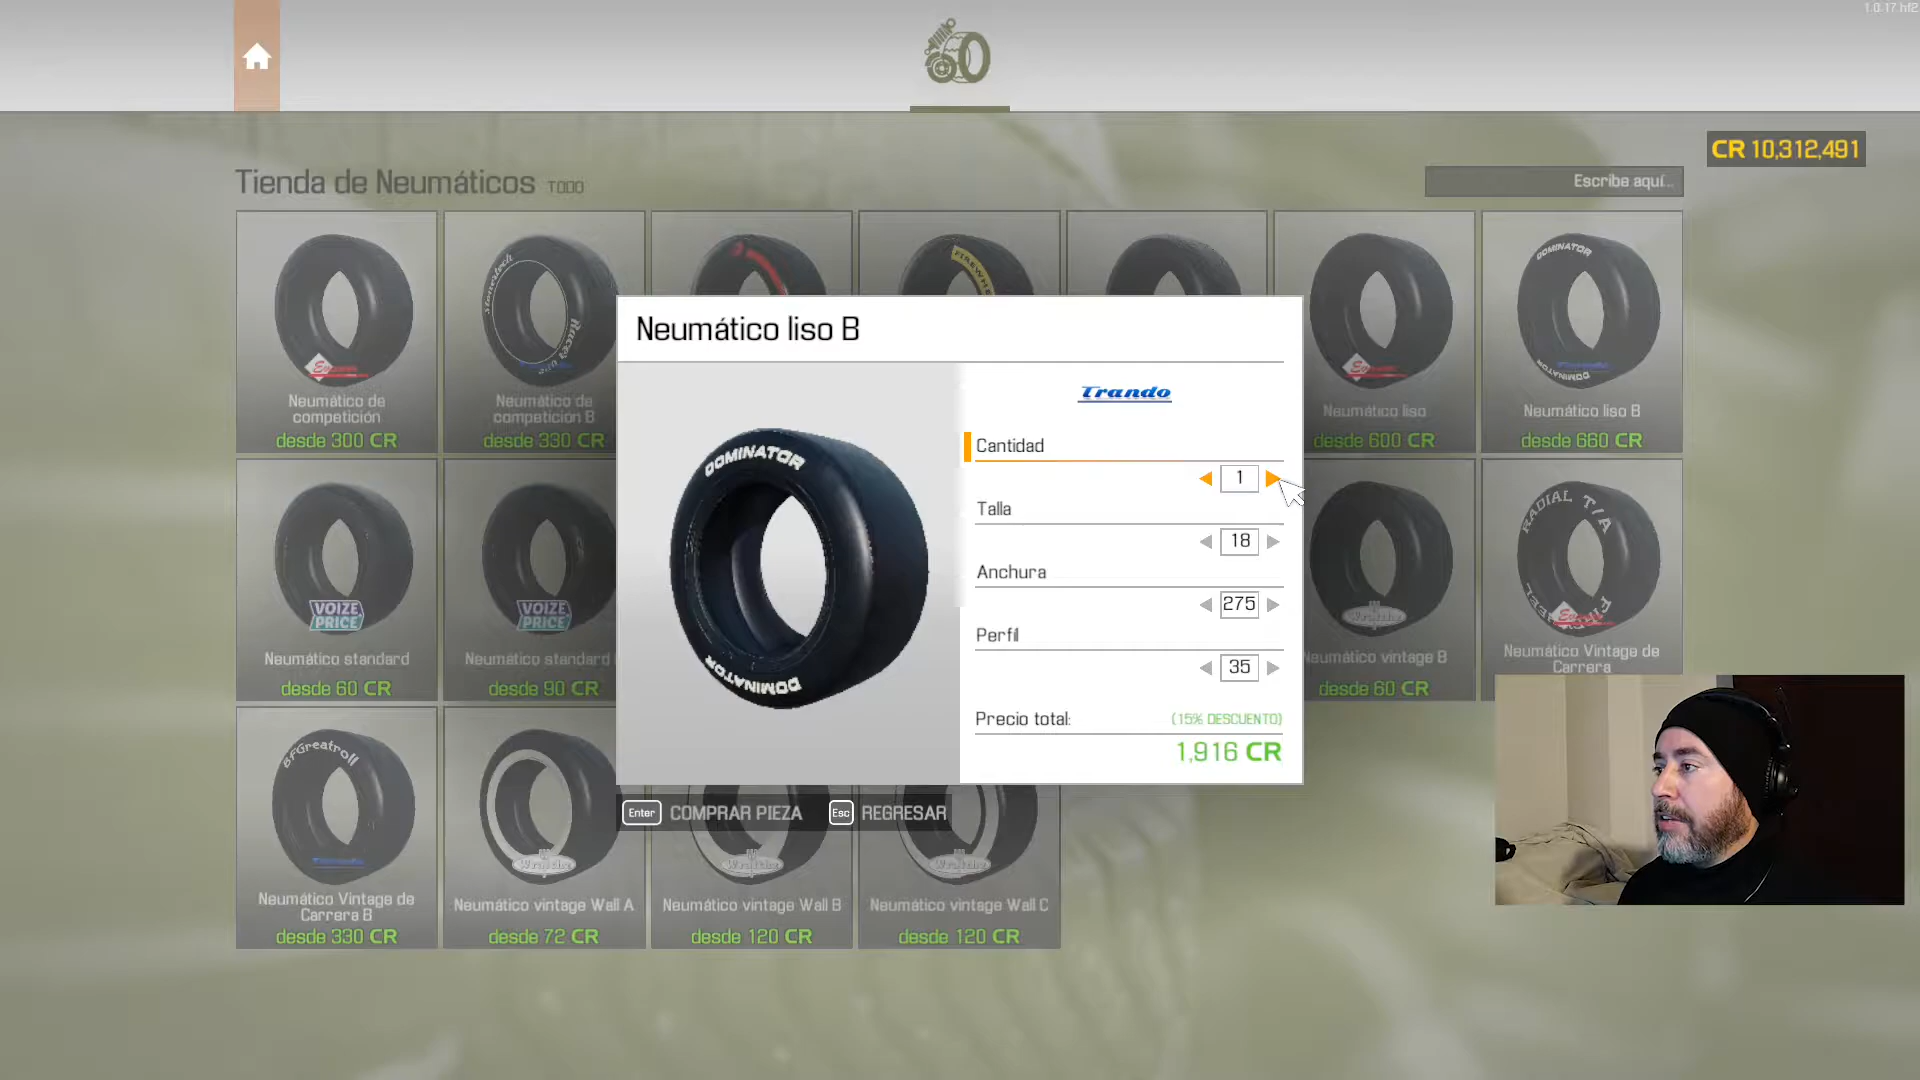 1.0.17.hf2
CR 10,312,491
Tienda de Neumáticos TODO
Escribe aquí...
Neumático de
competición
desde 300 CR
Neumático de
competición B
desde 330 CR
FIREWHE
Neumático liso
desde 600 CR
DOMINATOR
DOMINATOR
Neumático liso B
desde 660 CR
Neumático liso B
DOMINATOR
DOMINATOR
Trando
Cantidad
1
Talla
18
Anchura
275
Perfil
35
Precio total:
(15% DESCUENTO)
1,916 CR
VOIZE
PRICE
Neumático standard
desde 60 CR
VOIZE
PRICE
Neumático standard
desde 90 CR
Neumático vintage B
desde 60 CR
RADIAL T/A
Neumático Vintage de
Carrera
Enter COMPRAR PIEZA
Esc REGRESAR
BfGreatroll
Neumático Vintage de
Carrera B
desde 330 CR
Neumático vintage Wall A
desde 72 CR
Neumático vintage Wall B
desde 120 CR
Neumático vintage Wall C
desde 120 CR